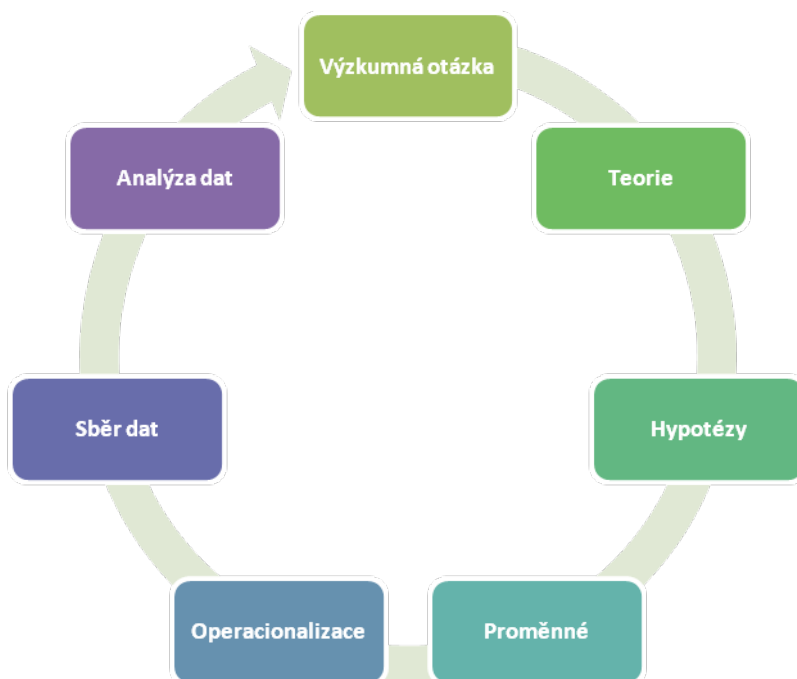 Výzkumná otázka
Teorie
Hypotézy
Proměnné
Operacionalizace
Sběr dat
Analýza dat